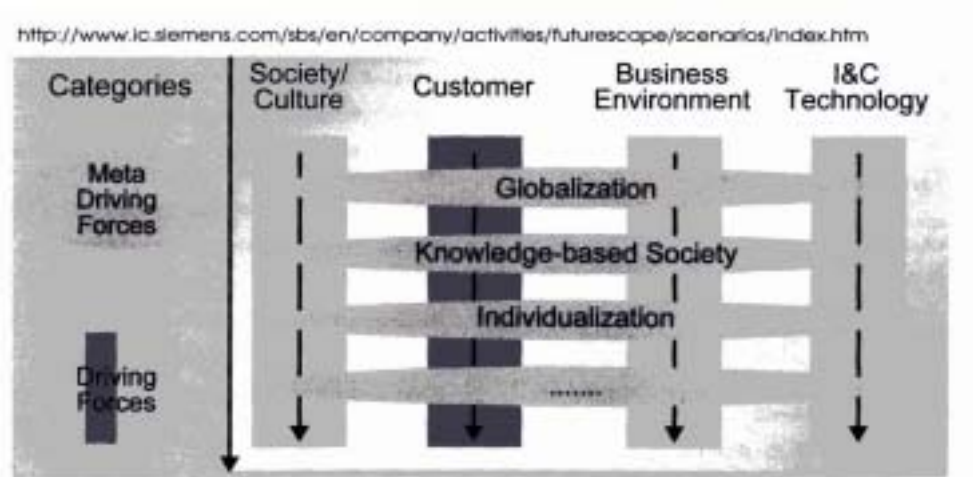 http://www.ic.siemens.com/sbs/en/company/activities/futurescape/scenarios/index.htm
Categories
Society/
Culture
Customer
Business
Environment
I&C
Technology
Meta
Driving
Forces
Globalization
Knowledge-based Society
Individualization
Driving
Forces
.......